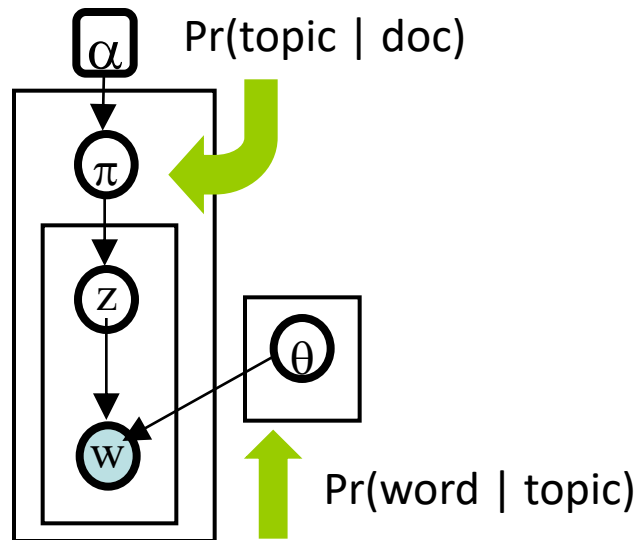 α
Pr(topic | doc)
π
z
θ
w
Pr(word | topic)